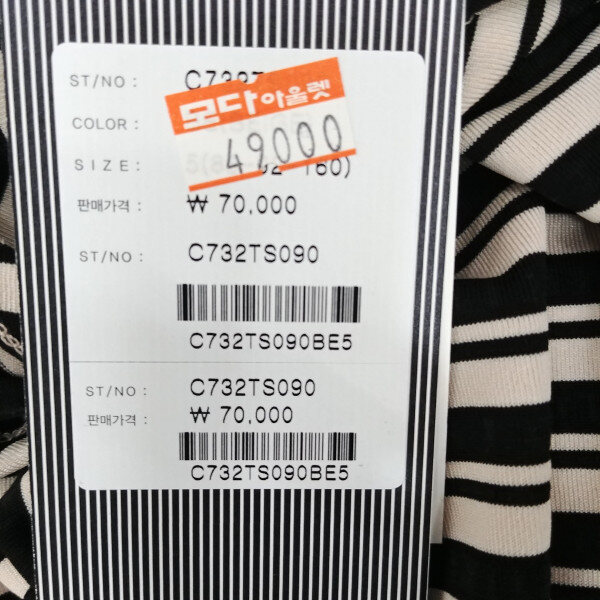 ST/NO :
모다아울렛
COLOR :
49000
SIZE :
판매가격 : ₩ 70,000
ST/NO : C732TS090
C732TS090BE5
ST/NO : C732TS090
판매가격 : ₩ 70,000
C732TS090BE5